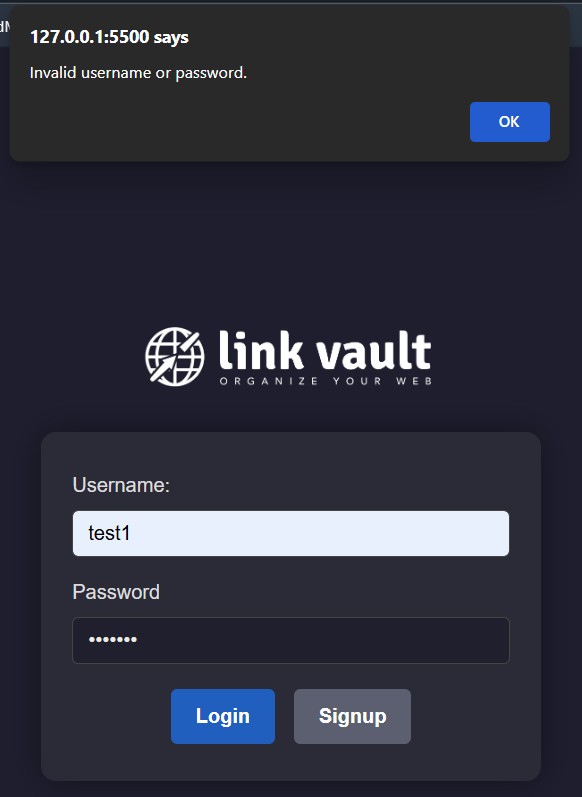 127.0.0.1:5500 says
Invalid username or password.
OK
link vault
ORGANIZE YOUR WEB
Username:
test1
Password
•••••••
Login Signup